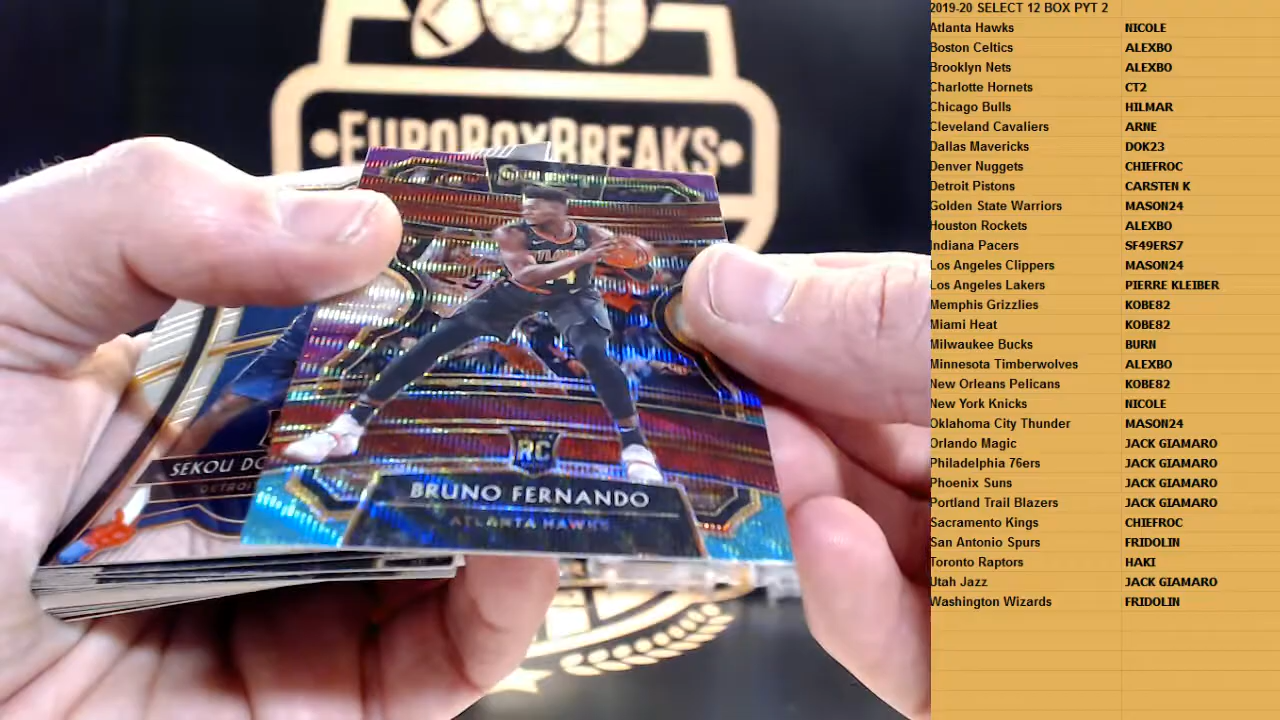 EUROBOXBREAKS
RC
BRUNO FERNANDO
ATLANTA HAWKS
SEKOU
DETROIT
2019-20 SELECT 12 BOX PYT 2
Atlanta Hawks NICOLE
Boston Celtics ALEXBO
Brooklyn Nets ALEXBO
Charlotte Hornets CT2
Chicago Bulls HILMAR
Cleveland Cavaliers ARNE
Dallas Mavericks DOK23
Denver Nuggets CHIEFROC
Detroit Pistons CARSTEN K
Golden State Warriors MASON24
Houston Rockets ALEXBO
Indiana Pacers SF49ERS7
Los Angeles Clippers MASON24
Los Angeles Lakers PIERRE KLEIBER
Memphis Grizzlies KOBE82
Miami Heat KOBE82
Milwaukee Bucks BURN
Minnesota Timberwolves ALEXBO
New Orleans Pelicans KOBE82
New York Knicks NICOLE
Oklahoma City Thunder MASON24
Orlando Magic JACK GIAMARO
Philadelphia 76ers JACK GIAMARO
Phoenix Suns JACK GIAMARO
Portland Trail Blazers JACK GIAMARO
Sacramento Kings CHIEFROC
San Antonio Spurs FRIDOLIN
Toronto Raptors HAKI
Utah Jazz JACK GIAMARO
Washington Wizards FRIDOLIN